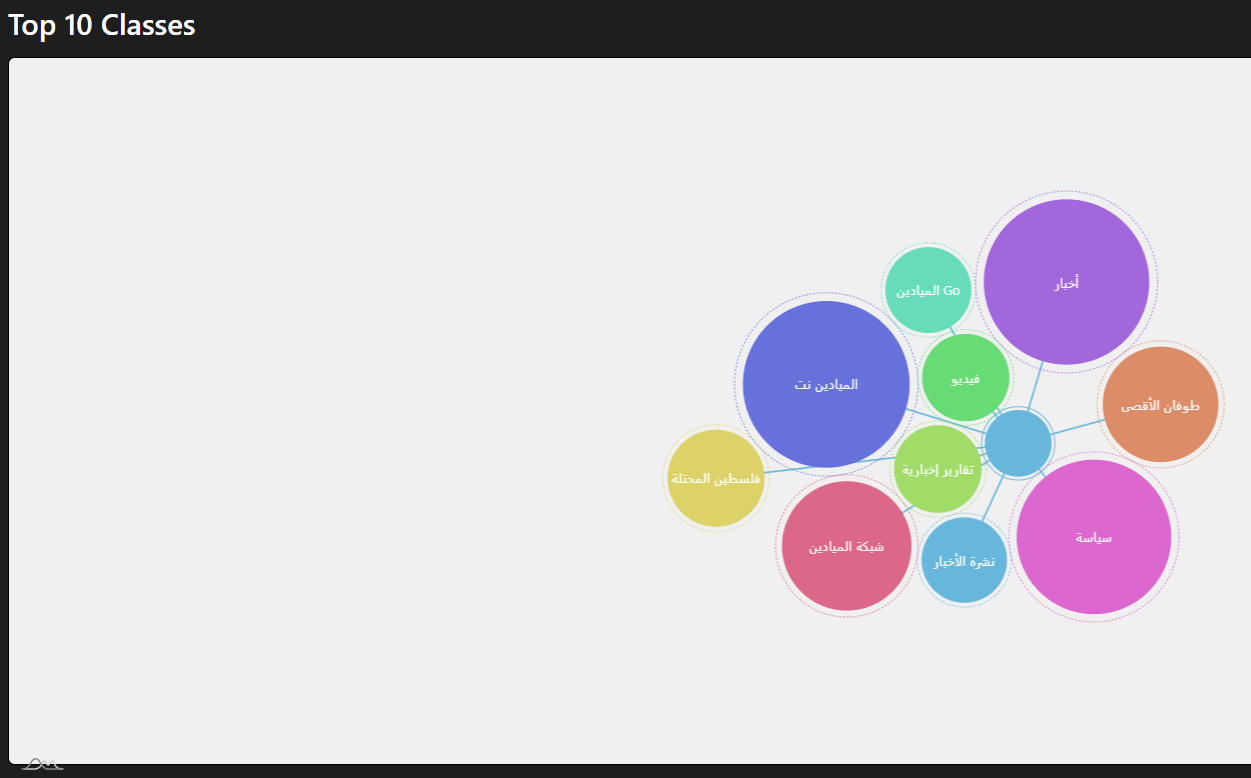 Top 10 Classes
أخبار
الميادين Go
فيديو
الميادين نت
طوفان الأقصى
تقارير إخبارية
فلسطين المحتلة
سياسة
شبكة الميادين
نشرة الأخبار